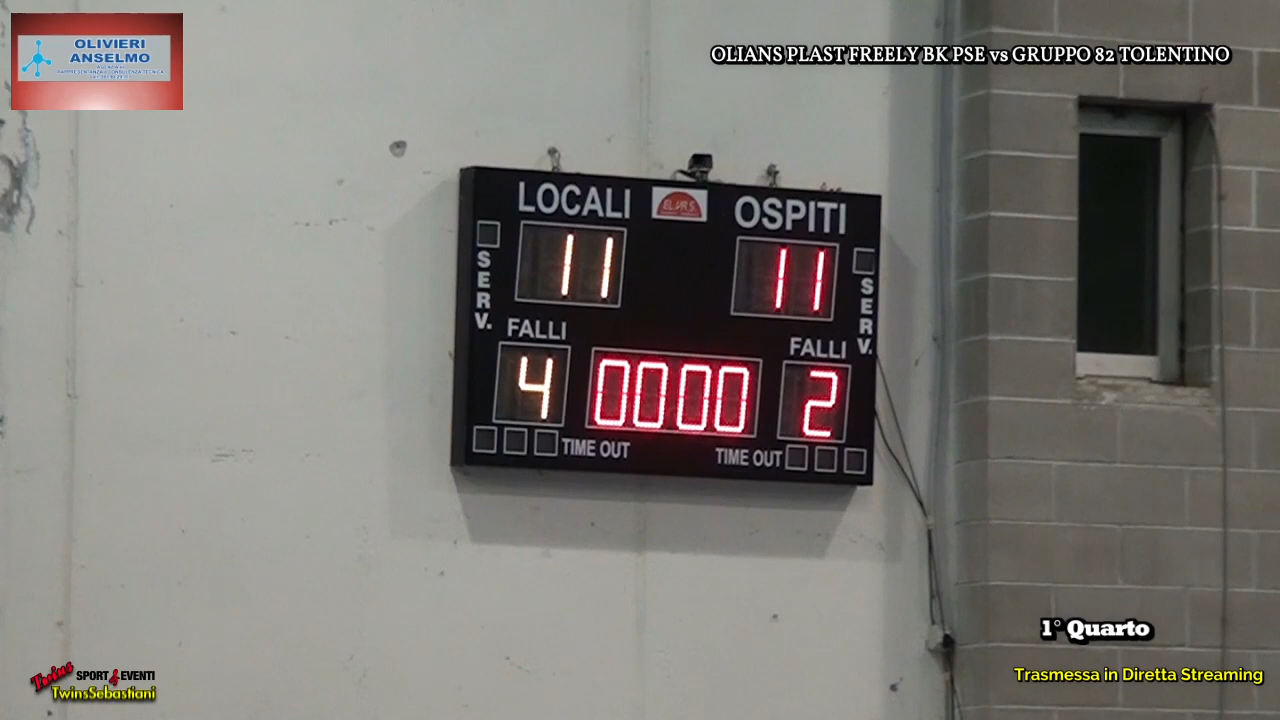 OLIVIERI
ANSELMO
OLIANS PLAST FREELY BK PSE vs GRUPPO 82 TOLENTINO
LOCALI
OSPITI
11
11
SERV.
SERV.
FALLI
FALLI
4
0000
2
TIME OUT
TIME OUT
1° Quarto
Trasmessa in Diretta Streaming
Twins SPORT & EVENTI
TwinsSebastiani